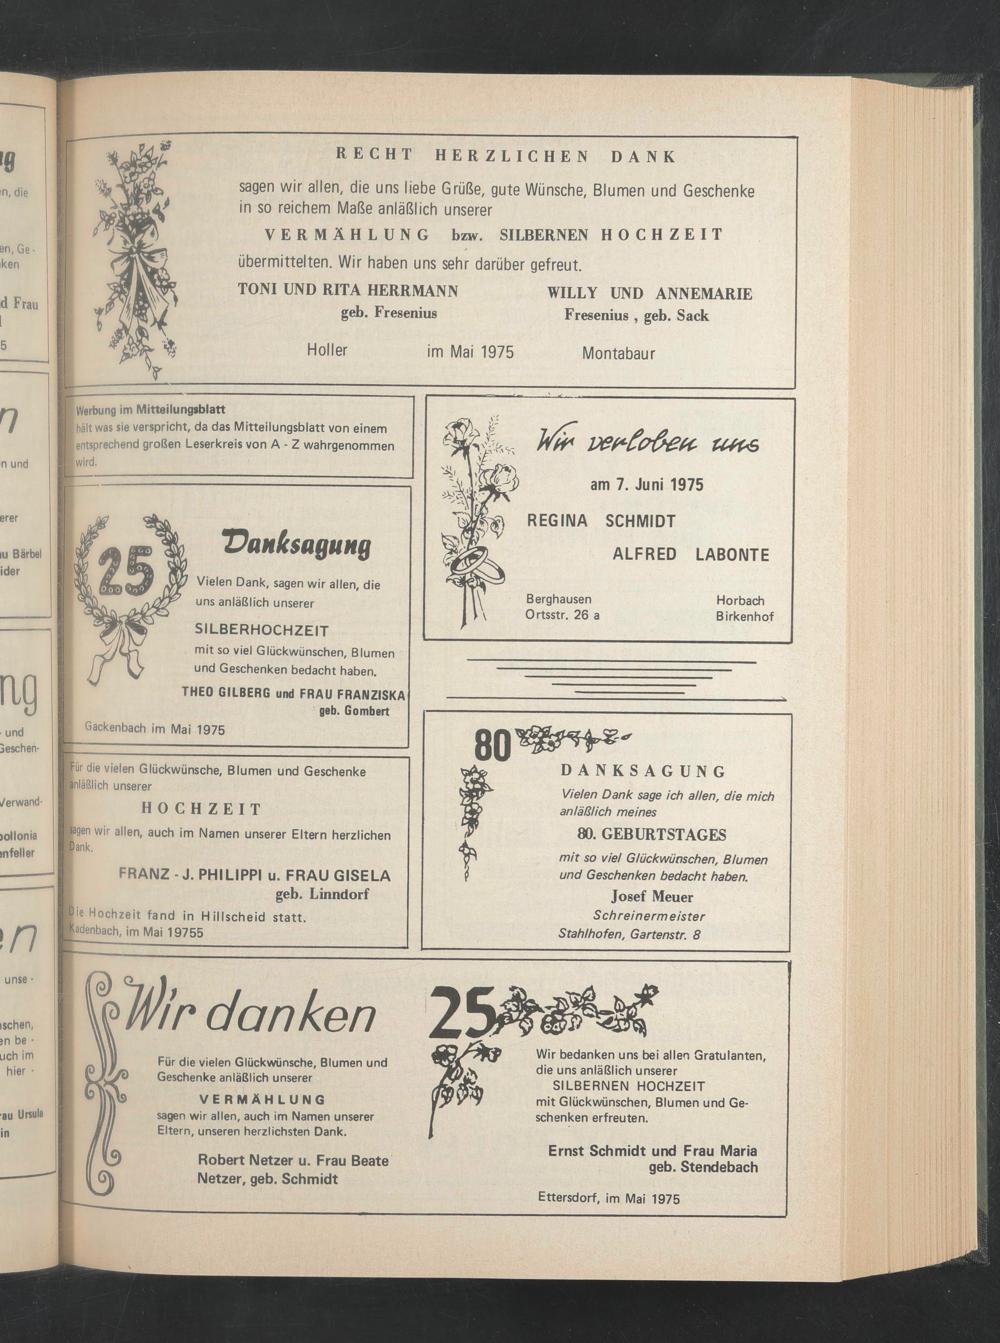 RECHT HERZLICHEN DANK
sagen wir allen, die uns liebe Grüße, gute Wünsche, Blumen und Geschenke
in so reichem Maße anläßlich unserer
VERMÄHLUNG bzw. SILBERNEN HOCHZEIT
übermittelten. Wir haben uns sehr darüber gefreut.
TONI UND RITA HERRMANN
geb. Fresenius
WILLY UND ANNEMARIE
Fresenius , geb. Sack
Holler im Mai 1975 Montabaur
Werbung im Mitteilungsblatt
hält was sie verspricht, da das Mitteilungsblatt von einem
entsprechend großen Leserkreis von A - Z wahrgenommen
wird.
Wir verloben uns
am 7. Juni 1975
REGINA SCHMIDT
ALFRED LABONTE
Berghausen
Ortsstr. 26 a
Horbach
Birkenhof
25
Danksagung
Vielen Dank, sagen wir allen, die
uns anläßlich unserer
SILBERHOCHZEIT
mit so viel Glückwünschen, Blumen
und Geschenken bedacht haben.
THEO GILBERG und FRAU FRANZISKA
geb. Gombert
Gackenbach im Mai 1975
Für die vielen Glückwünsche, Blumen und Geschenke
anläßlich unserer
HOCHZEIT
sagen wir allen, auch im Namen unserer Eltern herzlichen
Dank.
FRANZ - J. PHILIPPI u. FRAU GISELA
geb. Linndorf
Die Hochzeit fand in Hillscheid statt.
Kadenbach, im Mai 19755
80
DANKSAGUNG
Vielen Dank sage ich allen, die mich
anläßlich meines
80. GEBURTSTAGES
mit so viel Glückwünschen, Blumen
und Geschenken bedacht haben.
Josef Meuer
Schreinermeister
Stahlhofen, Gartenstr. 8
Wir danken
Für die vielen Glückwünsche, Blumen und
Geschenke anläßlich unserer
VERMÄHLUNG
sagen wir auch im Namen unserer
Eltern, unseren herzlichsten Dank.
Robert Netzer u. Frau Beate
Netzer, geb. Schmidt
25
Wir bedanken uns bei allen Gratulanten,
die uns anläßlich unserer
SILBERNEN HOCHZEIT
mit Glückwünschen, Blumen und Ge-
schenken erfreuten.
Ernst Schmidt und Frau Maria
geb. Stendebach
Ettersdorf, im Mai 1975